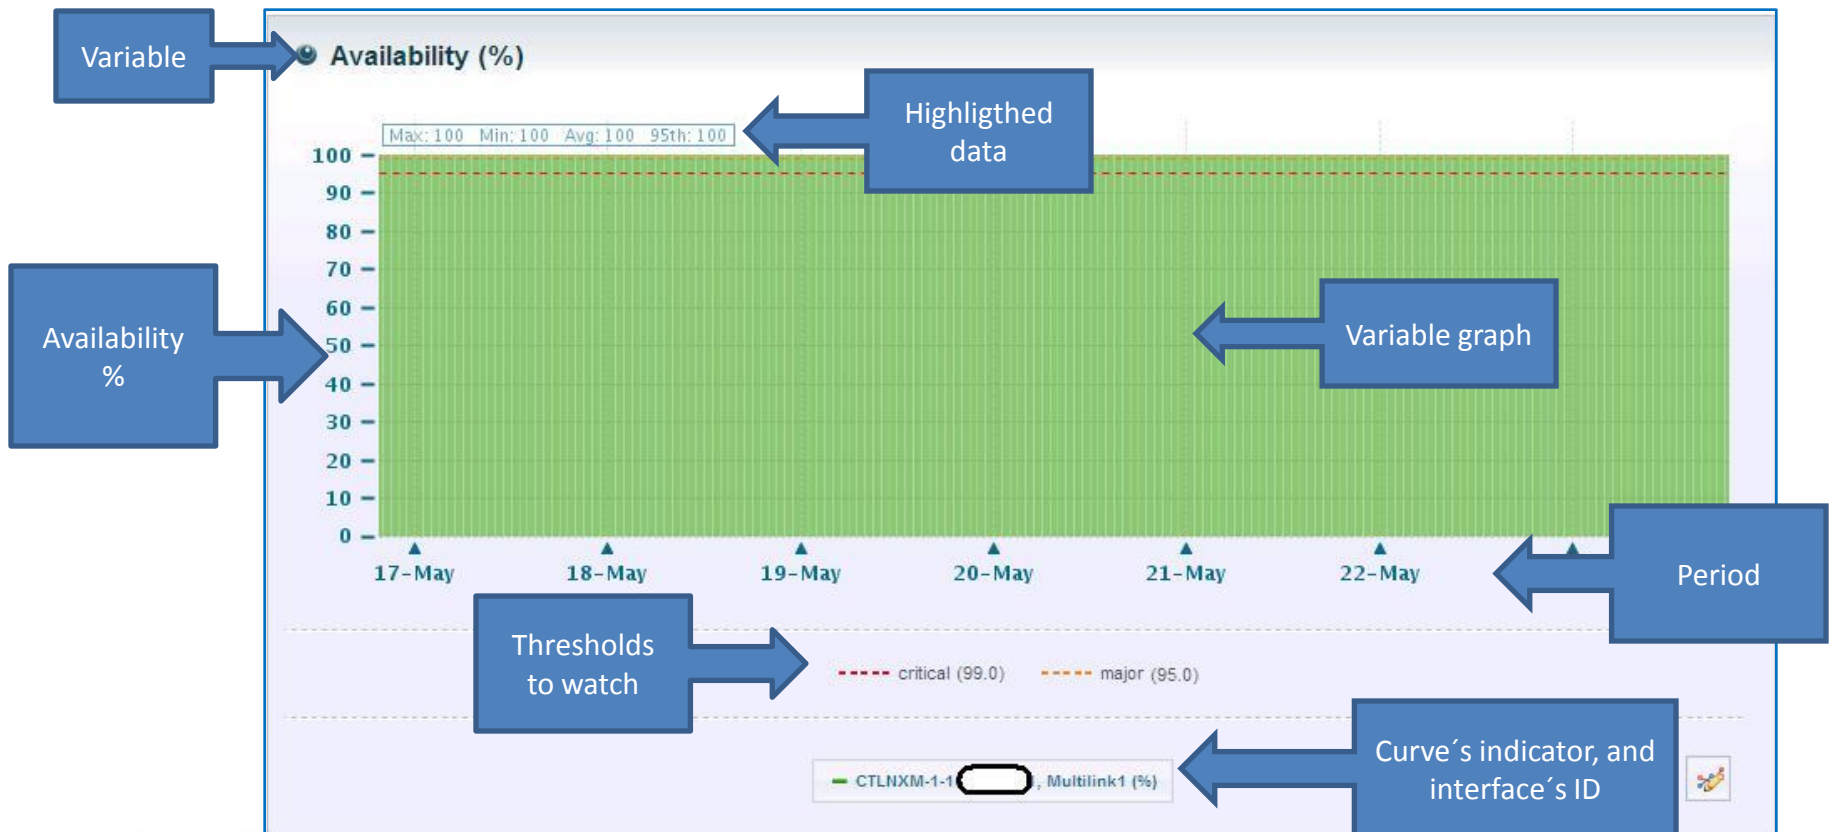 Variable
Availability (%)
Highligthed
data
Max: 100 Min: 100 Avg: 100 95th: 100
100
90
80
70
60
50
40
30
20
10
0
Availability
%
Variable graph
17-May 18-May 19-May 20-May 21-May 22-May
Period
Thresholds
to watch
critical (99.0) major (95.0)
Curve´s indicator, and
interface´s ID
CTLNXM-1-1 , Multilink1 (%)